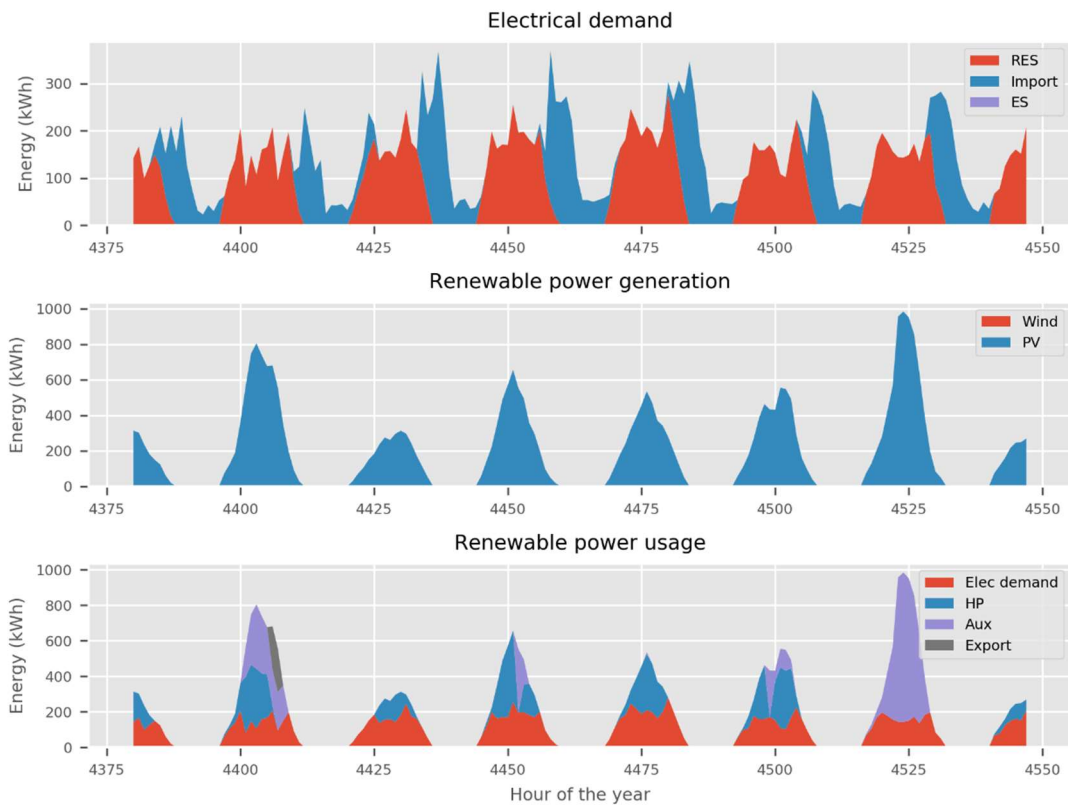 Electrical demand
Energy (kWh)
300
200
100
0
RES
Import
ES
4375 4400 4425 4450 4475 4500 4525 4550
Renewable power generation
Energy (kWh)
1000
800
600
400
200
0
Wind
PV
4375 4400 4425 4450 4475 4500 4525 4550
Renewable power usage
Energy (kWh)
1000
800
600
400
200
0
Elec demand
HP
Aux
Export
4375 4400 4425 4450 4475 4500 4525 4550
Hour of the year